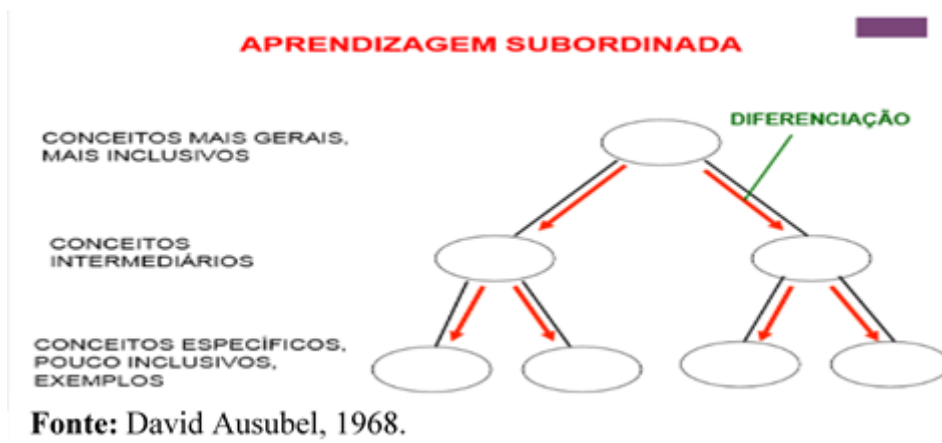 APRENDIZAGEM SUBORDINADA
DIFERENCIAÇÃO
CONCEITOS MAIS GERAIS,
MAIS INCLUSIVOS
CONCEITOS
INTERMEDIÁRIOS
CONCEITOS ESPECÍFICOS,
POUCO INCLUSIVOS,
EXEMPLOS
Fonte: David Ausubel, 1968.